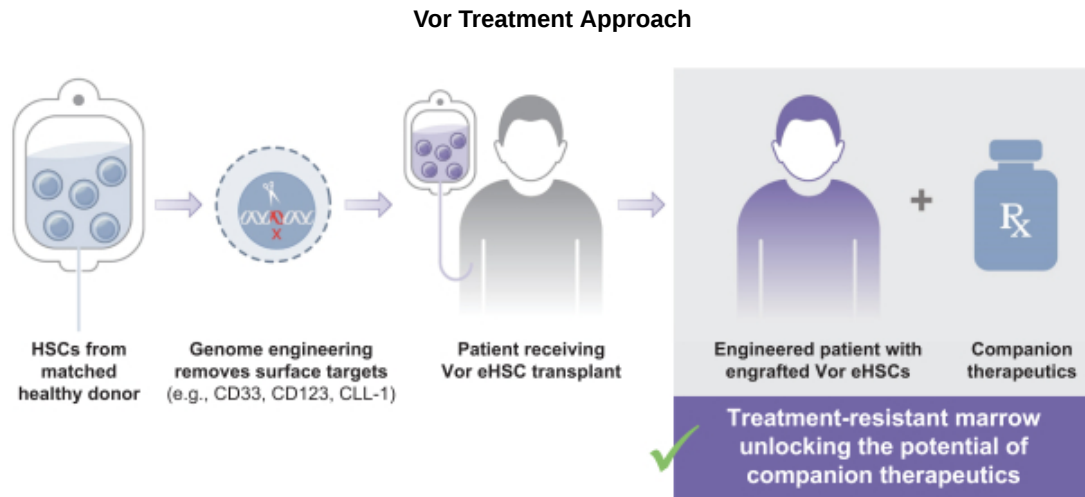 Vor Treatment Approach
Rx
HSCs from
matched
healthy donor
Genome engineering
removes surface targets
(e.g., CD33, CD123, CLL-1)
Patient receiving
Vor eHSC transplant
Engineered patient with
engrafted Vor eHSCs
Companion
therapeutics
Treatment-resistant marrow
unlocking the potential of
companion therapeutics